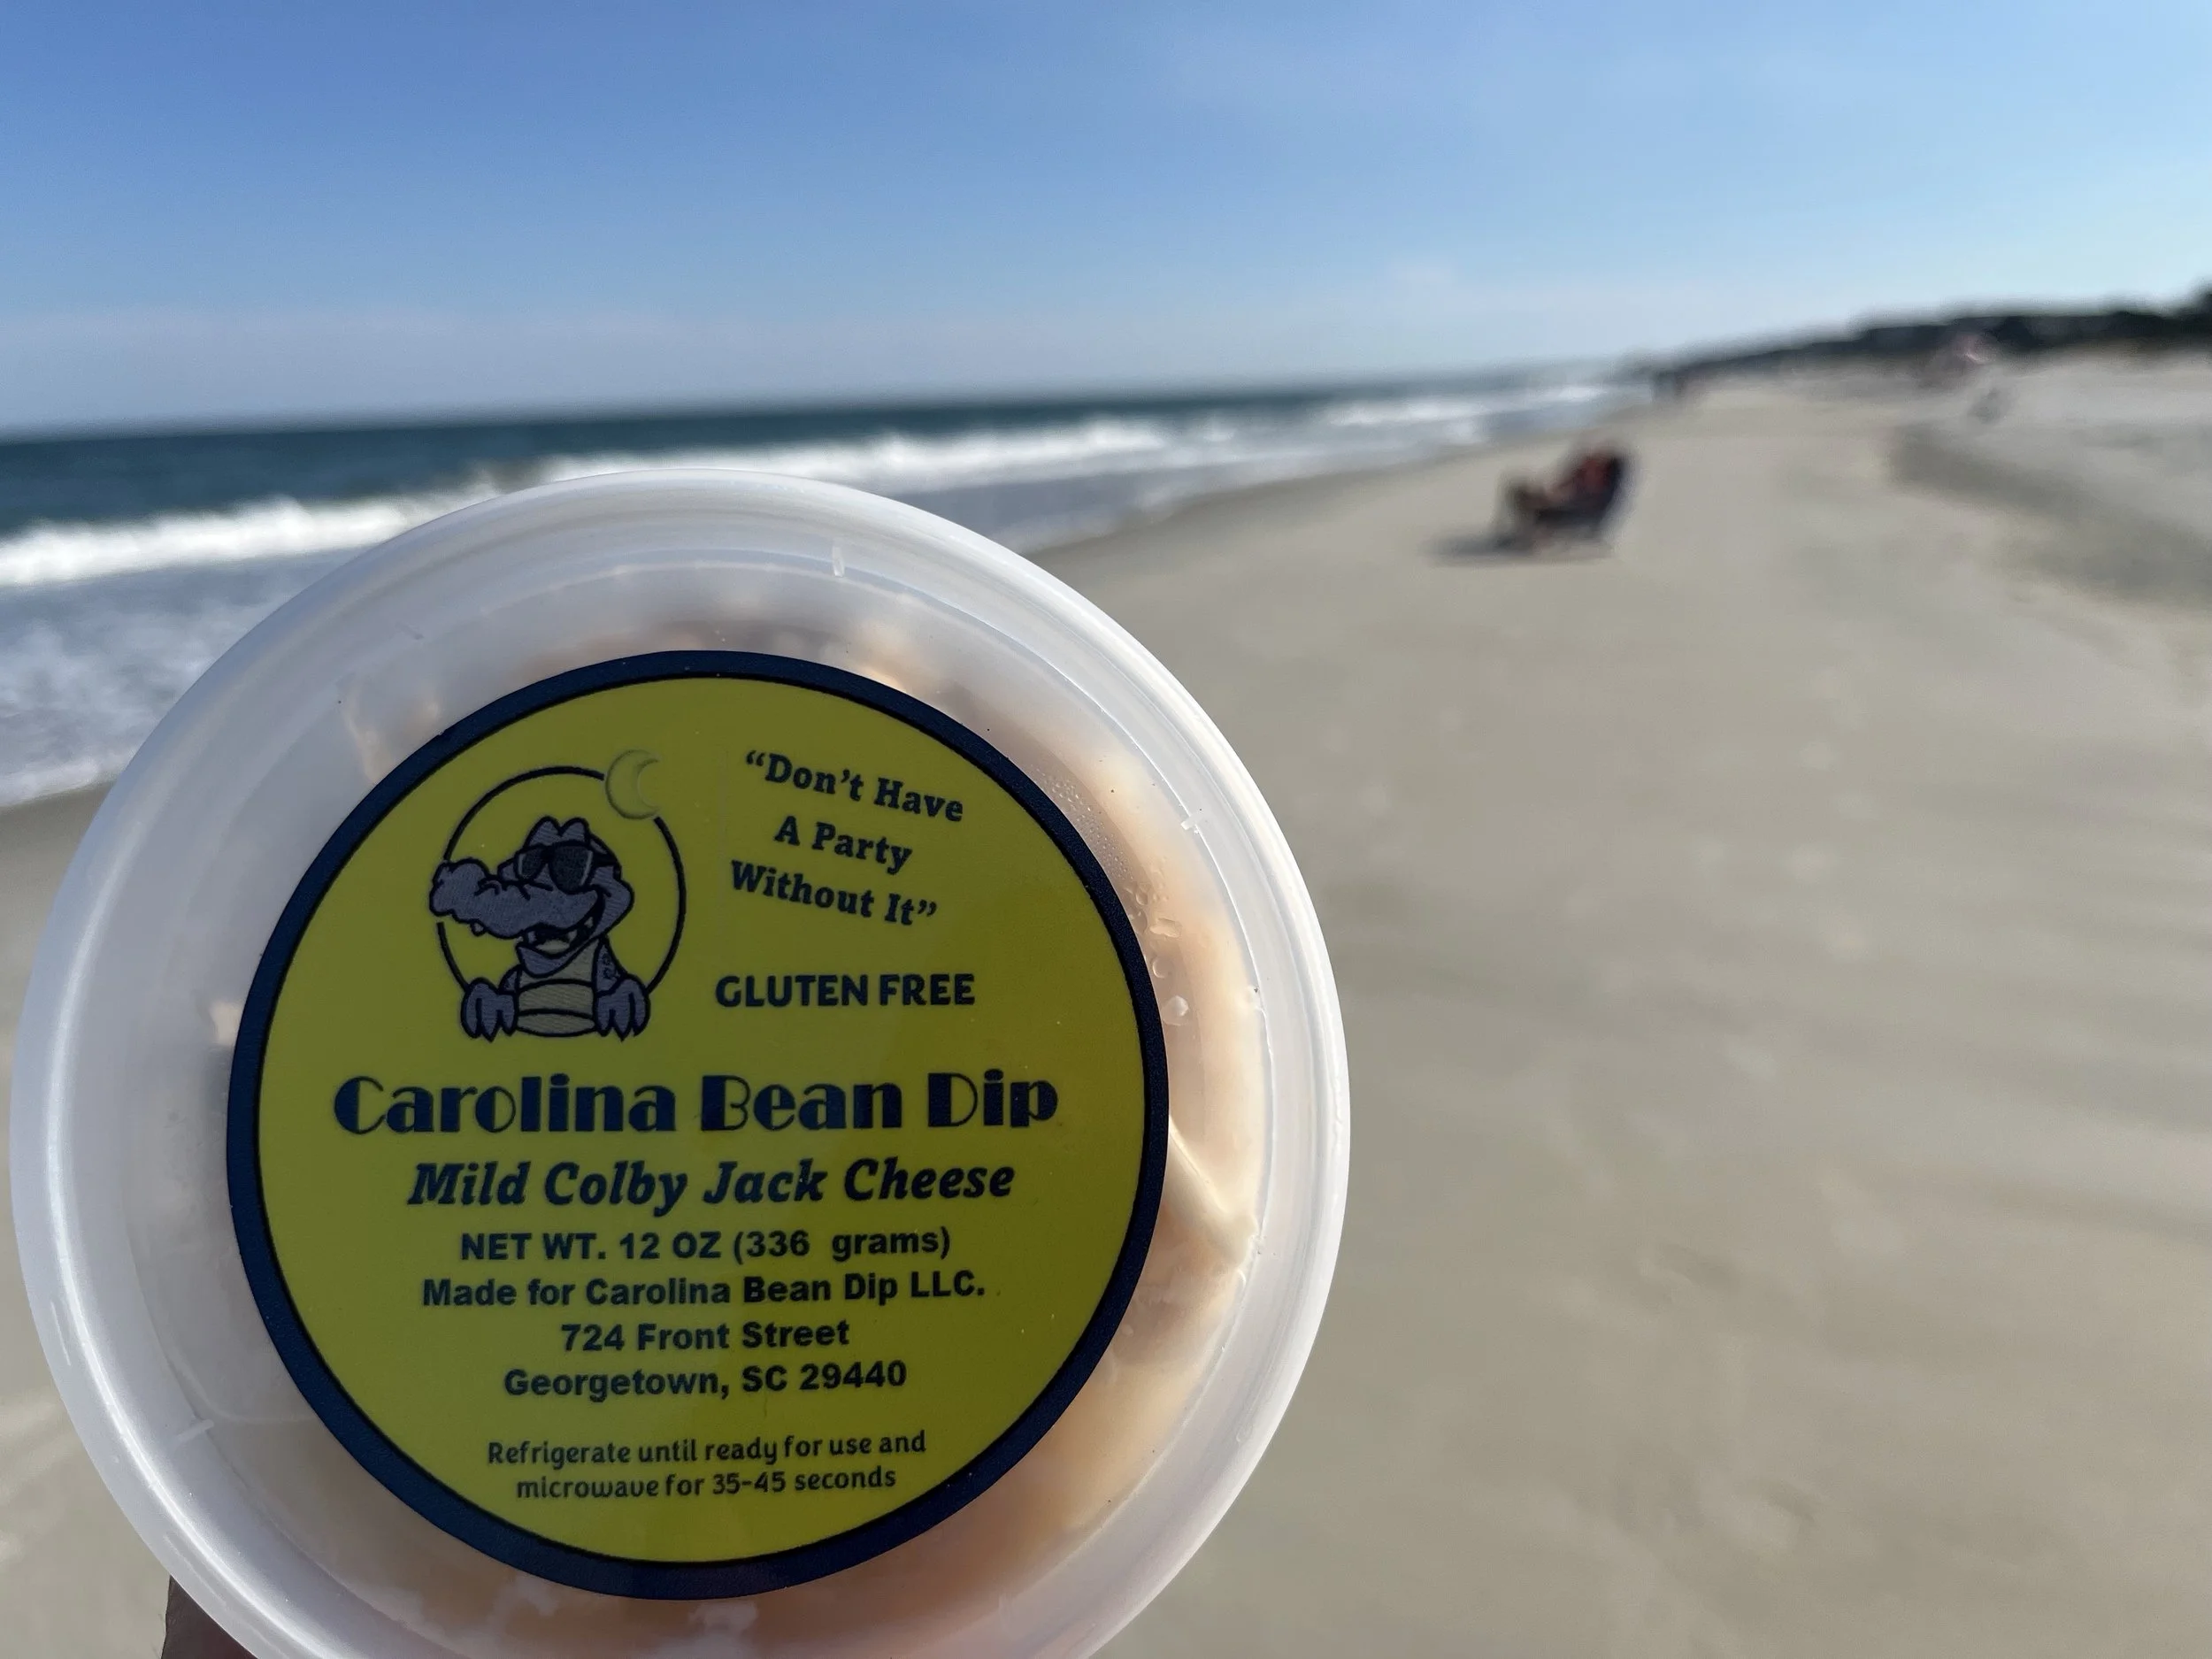 “Don’t Have
A Party
Without It”
GLUTEN FREE
Carolina Bean Dip
Mild Colby Jack Cheese
NET WT. 12 OZ (336 grams)
Made for Carolina Bean Dip LLC.
724 Front Street
Georgetown, SC 29440
Refrigerate until ready for use and
microwave for 35-45 seconds